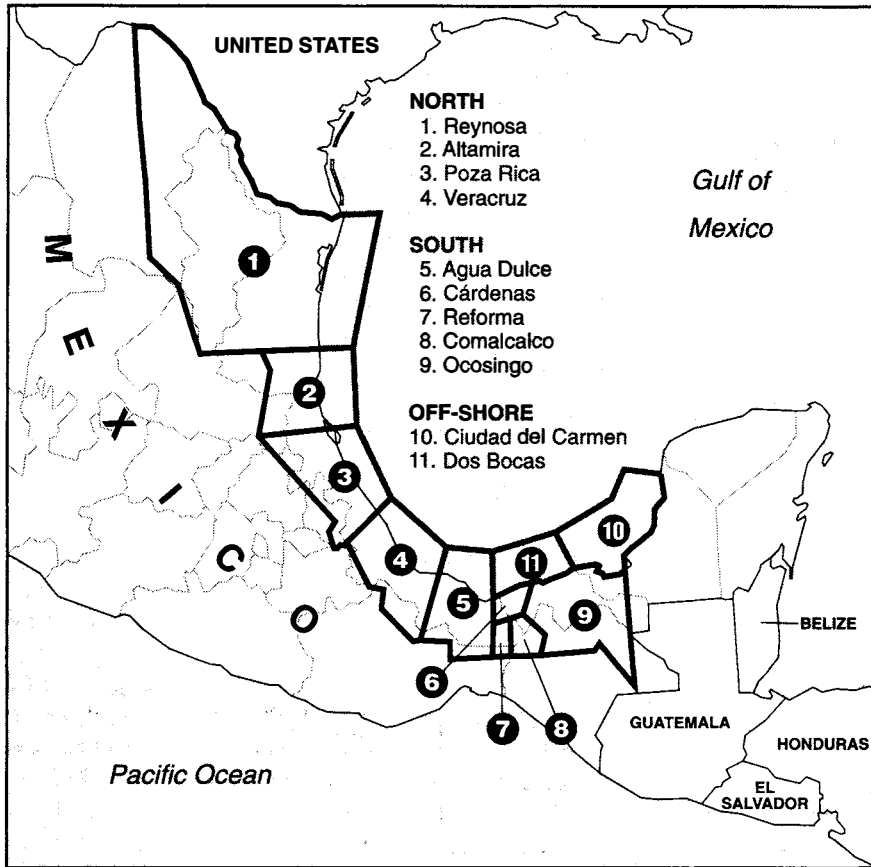 UNITED STATES
NORTH
1. Reynosa
2. Altamira
3. Poza Rica
4. Veracruz
Gulf of
Mexico
SOUTH
5. Agua Dulce
6. Cárdenas
7. Reforma
8. Comalcalco
9. Ocosingo
OFF-SHORE
10. Ciudad del Carmen
11. Dos Bocas
MEXICO
1
2
3
4
5
6
7
8
9
10
11
BELIZE
GUATEMALA
HONDURAS
EL
SALVADOR
Pacific Ocean